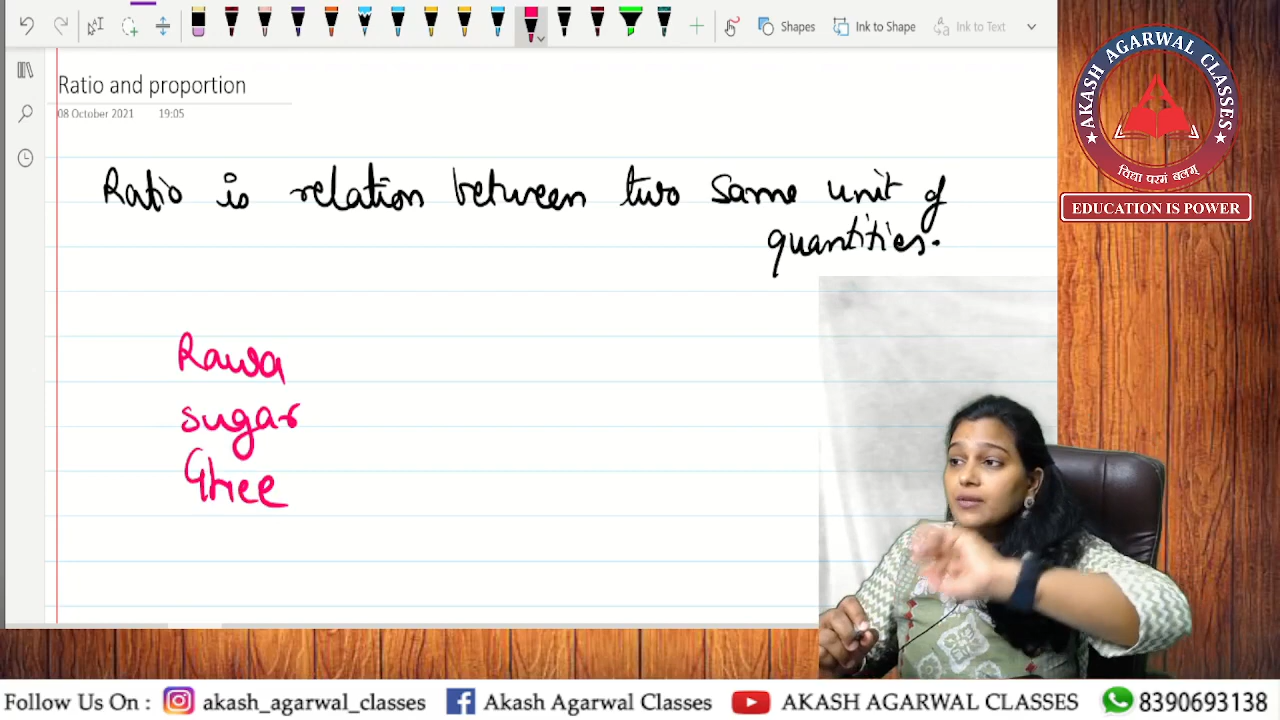 Shapes
Ink to Shape
Ink to Text
Ratio and proportion
08 October 2021 19:05
Ratio is relation between two same unit of
quantities.
Rawa
sugar
Ghee
AKASH AGARWAL CLASSES
विद्या परमं बलम्
EDUCATION IS POWER
Follow Us On : akash_agarwal_classes Akash Agarwal Classes AKASH AGARWAL CLASSES 8390693138